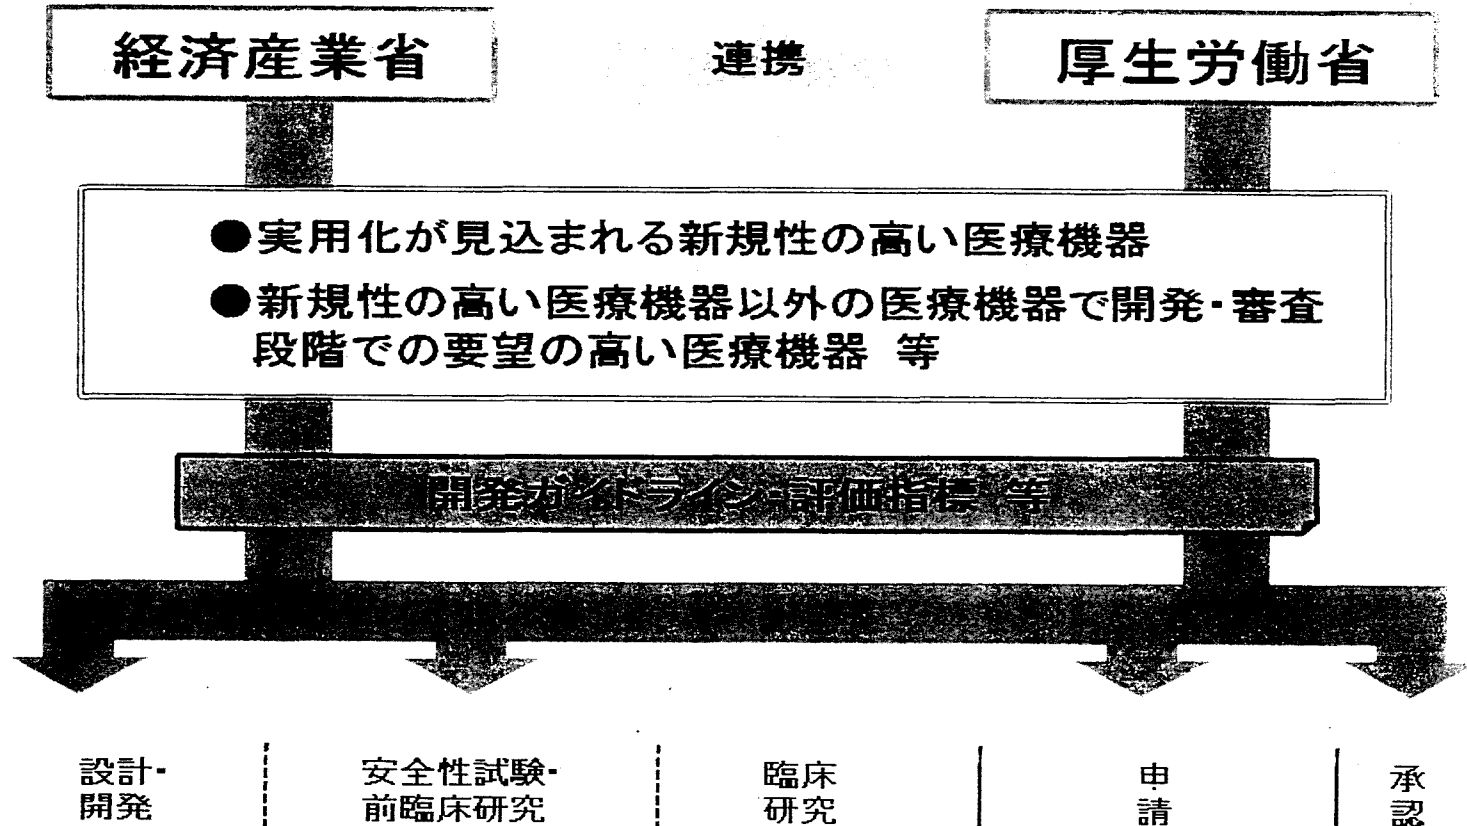 経済産業省
連携
厚生労働省
●実用化が見込まれる新規性の高い医療機器
●新規性の高い医療機器以外の医療機器で開発・審査
段階での要望の高い医療機器 等
開発ガイドライン・評価指標 等
設計・
開発
安全性試験・
前臨床研究
臨床
研究
申
請
承
認